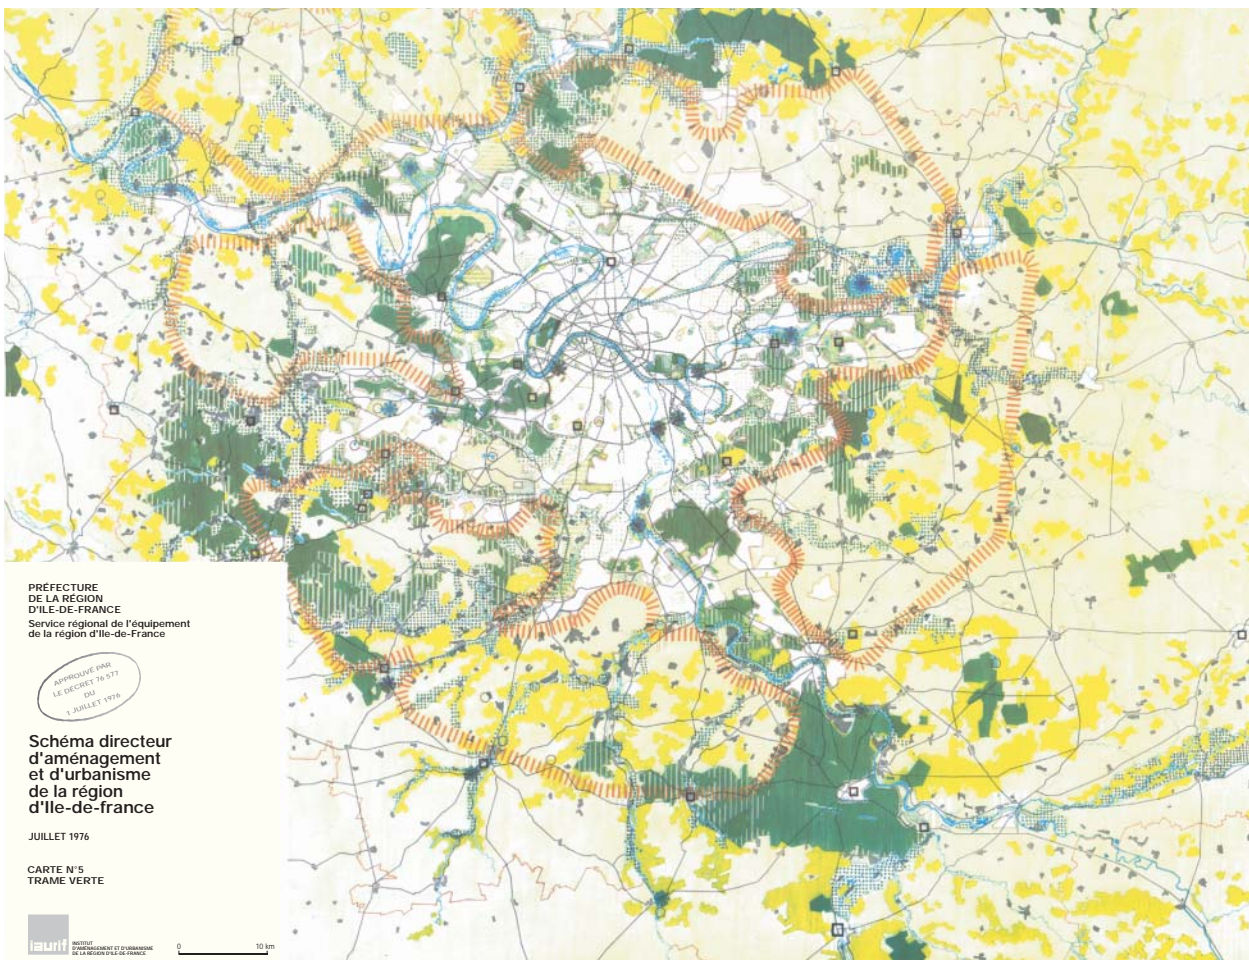 PRÉFECTURE
DE LA RÉGION
D'ILE-DE-FRANCE
Service régional de l'équipement
de la région d'Ile-de-France
APPROUVÉ PAR
LE DÉCRET 76 577
DU
1 JUILLET 1976
Schéma directeur
d'aménagement
et d'urbanisme
de la région
d'Ile-de-france
JUILLET 1976
CARTE N°5
TRAME VERTE
iaurif
INSTITUT
D'AMÉNAGEMENT ET D'URBANISME
DE LA RÉGION D'ILE-DE-FRANCE
0 10 km